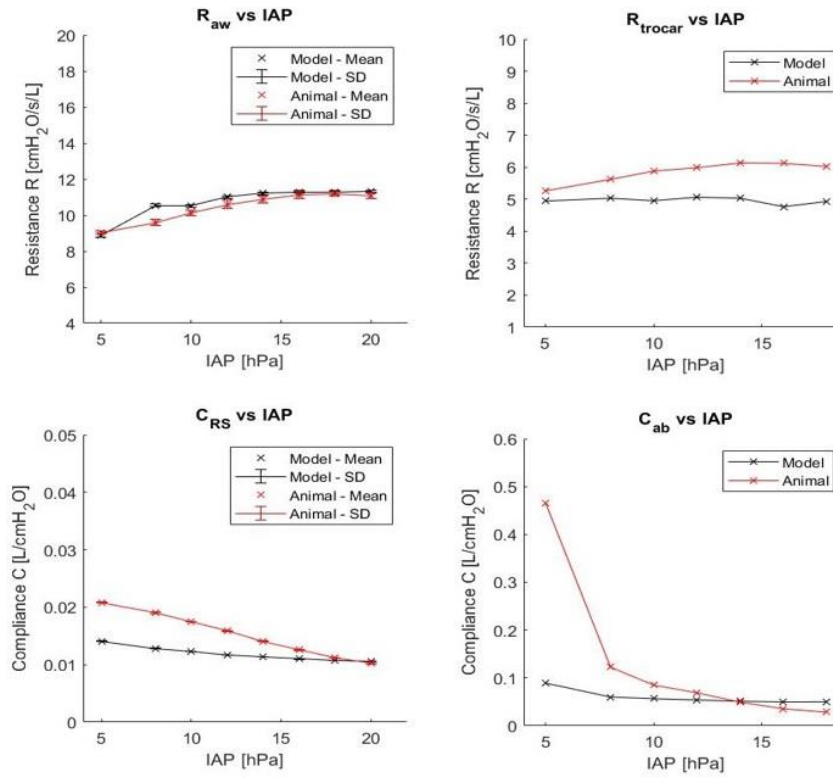 R_aw vs IAP
20
18
16
14
12
10
8
6
4
5
10
15
20
Resistance R [cmH₂O/s/L]
IAP [hPa]
Model - Mean
Model - SD
Animal - Mean
Animal - SD
R_trocar vs IAP
10
9
8
7
6
5
4
3
2
1
5
10
15
Resistance R [cmH₂O/s/L]
IAP [hPa]
Model
Animal
C_RS vs IAP
0.05
0.04
0.03
0.02
0.01
0
5
10
15
20
Compliance C [L/cmH₂O]
IAP [hPa]
Model - Mean
Model - SD
Animal - Mean
Animal - SD
C_ab vs IAP
0.6
0.5
0.4
0.3
0.2
0.1
0
5
10
15
Compliance C [L/cmH₂O]
IAP [hPa]
Model
Animal